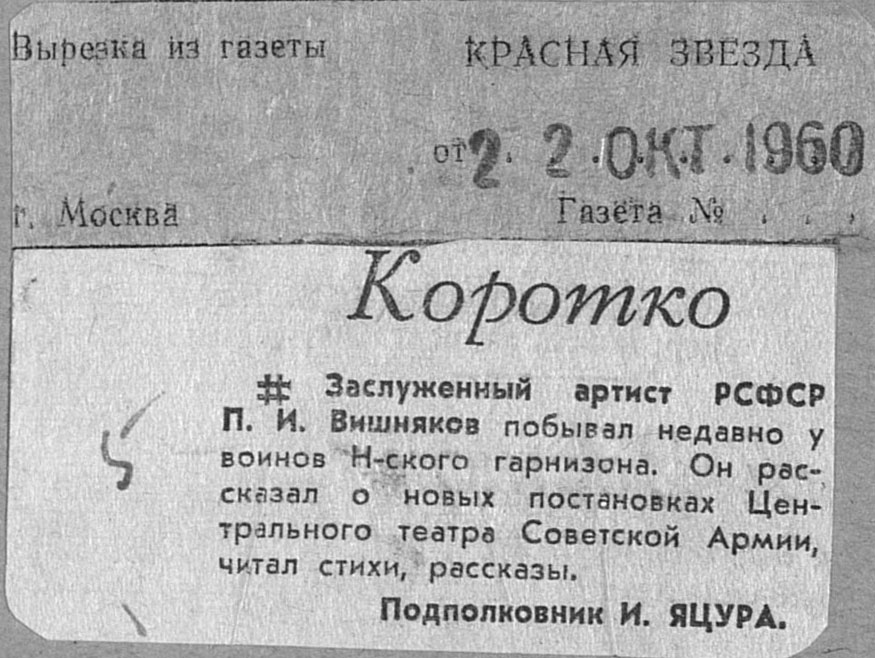 Вырезка из газеты КРАСНАЯ ЗВЕЗДА
от 2 2 .ОКТ. 1960
г. Москва Газета № . . ,
Коротко
# Заслуженный артист РСФСР
П. И. Вишняков побывал недавно у
воинов Н-ского гарнизона. Он рас-
сказал о новых постановках Цен-
трального театра Советской Армии,
читал стихи, рассказы.
Подполковник И. ЯЦУРА.